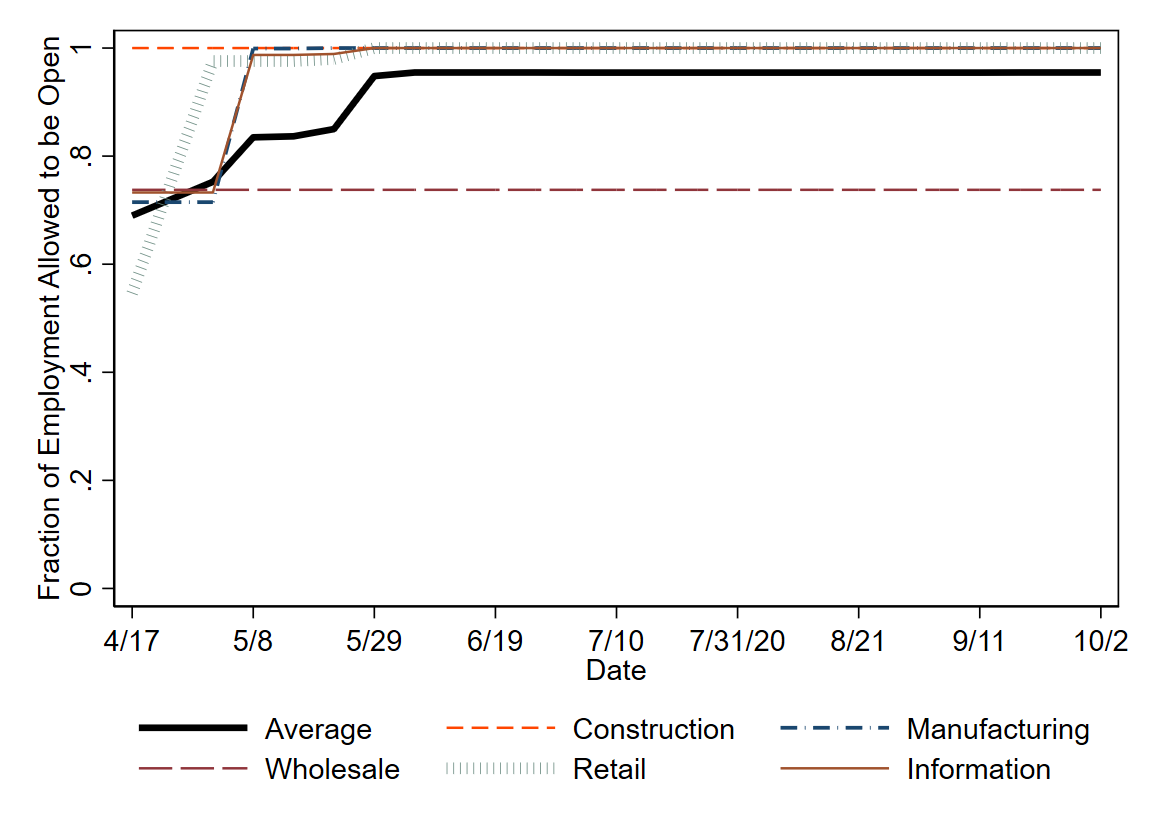 Fraction of Employment Allowed to be Open
1
.8
.6
.4
.2
0
4/17 5/8 5/29 6/19 7/10 7/31/20 8/21 9/11 10/2
Date
Average Construction Manufacturing
Wholesale Retail Information